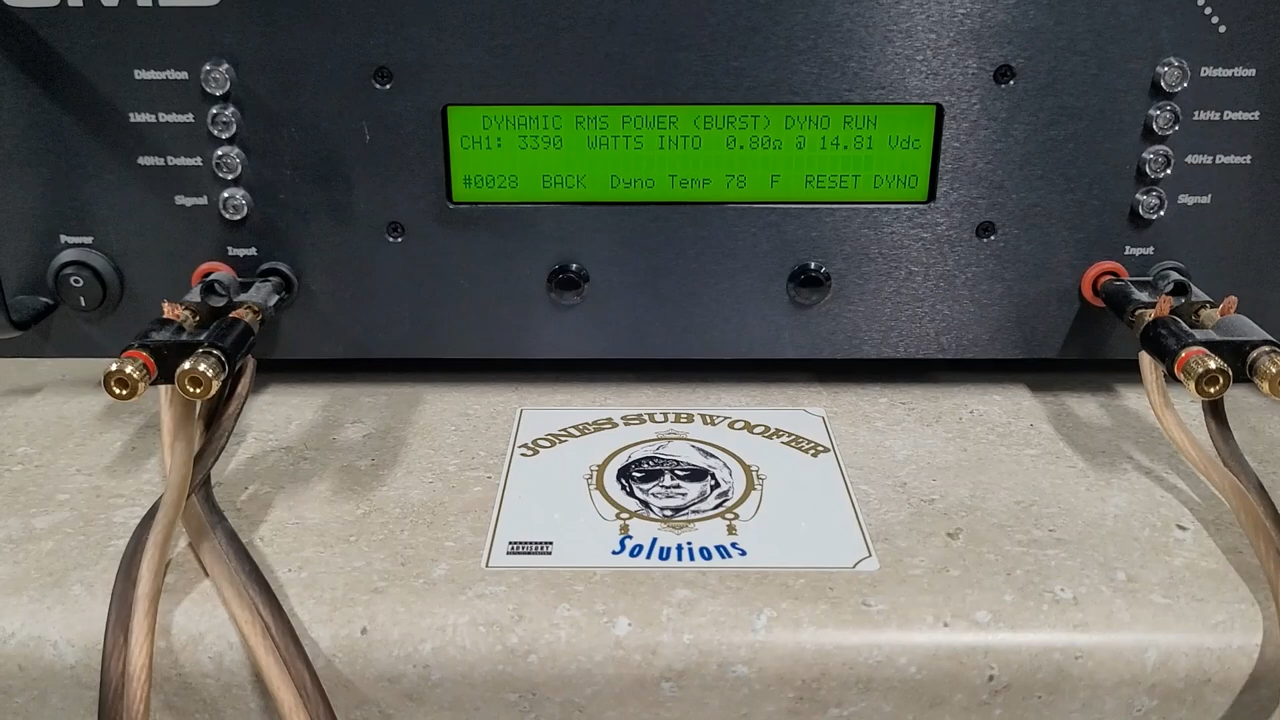 Distortion
1kHz Detect
40Hz Detect
Signal
Power
Input
DYNAMIC RMS POWER (BURST) DYNO RUN
CH1: 3390 WATTS INTO 0.80Ω @ 14.81 Vdc
#0028 BACK Dyno Temp 78 F RESET DYNO
Distortion
1kHz Detect
40Hz Detect
Signal
Input
JONES SUBWOOFER
Solutions
ADVISORY